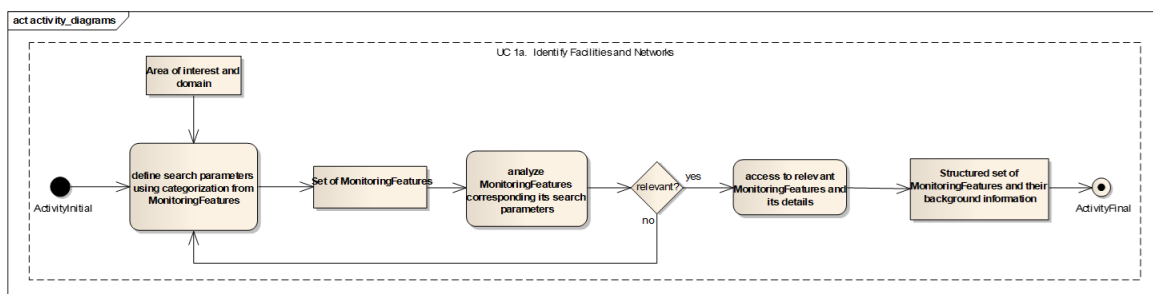 act activity_diagrams
UC 1a. Identify Facilities and Networks
Area of interest and
domain
ActivityInitial
define search parameters
using categorization from
MonitoringFeatures
Set of MonitoringFeatures
analyze
MonitoringFeatures
corresponding its search
parameters
relevant?
yes
no
access to relevant
MonitoringFeatures and
its details
Structured set of
MonitoringFeatures and their
background information
ActivityFinal